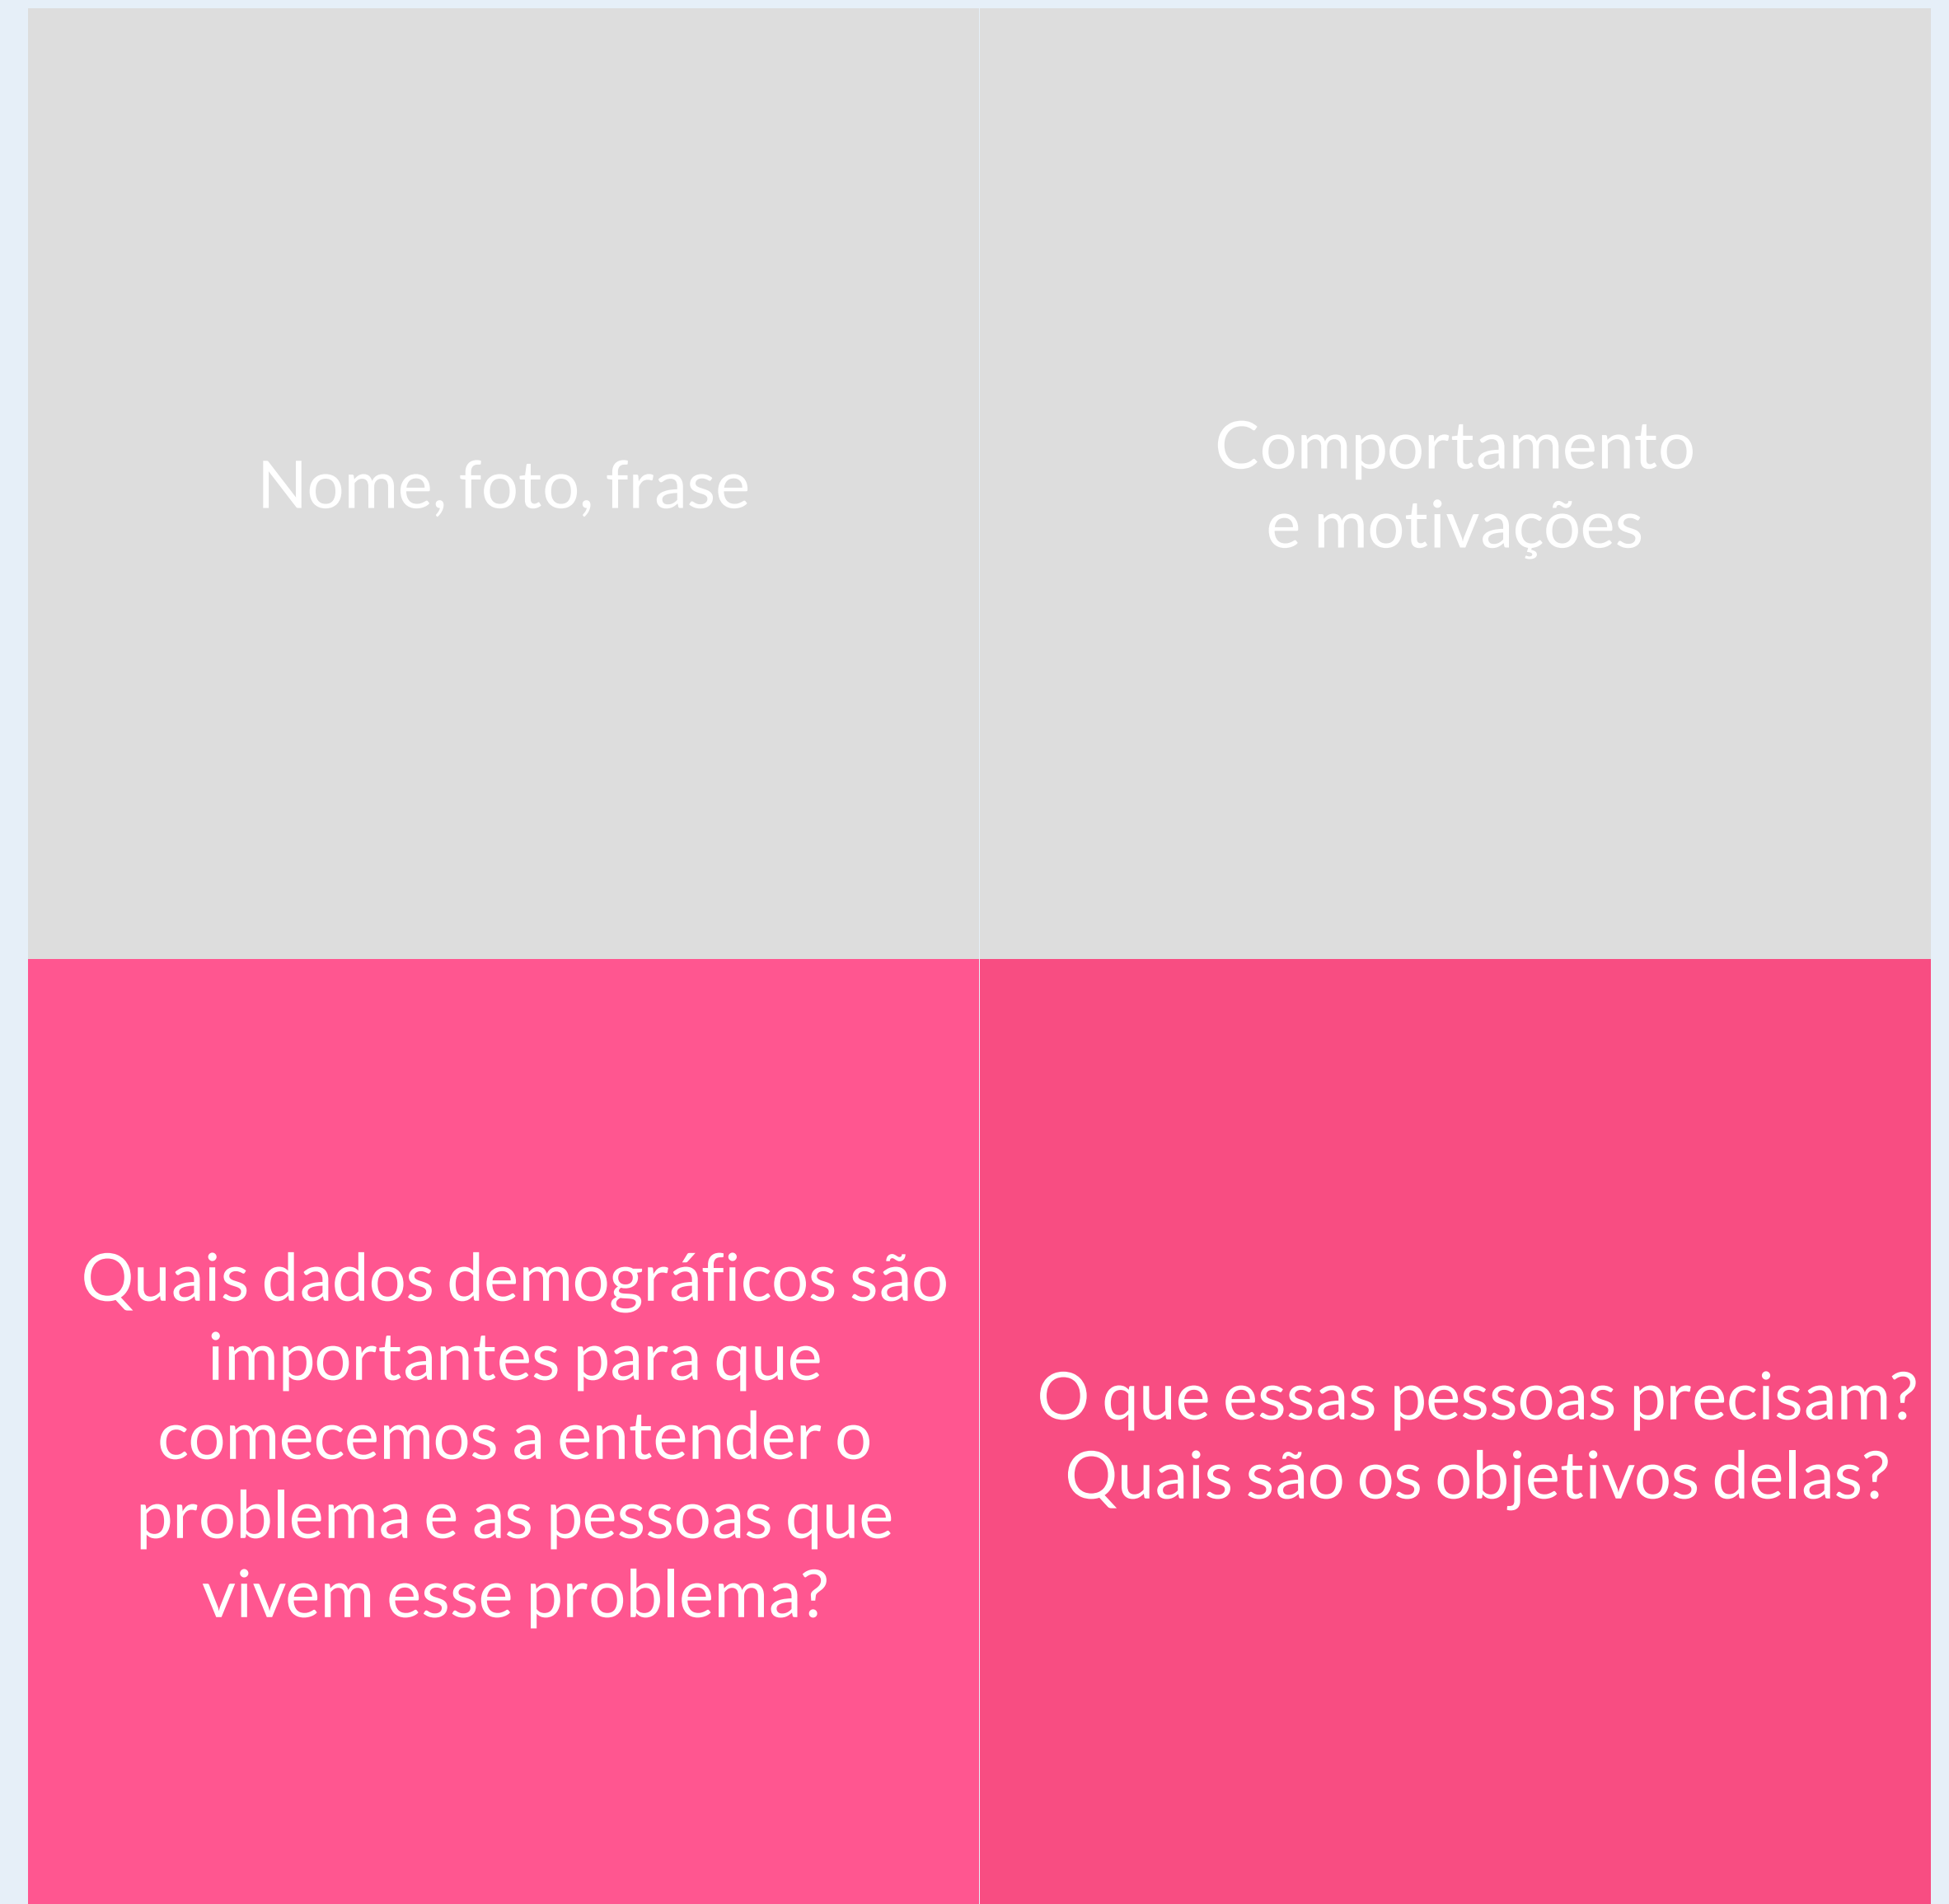 Nome, foto, frase
Comportamento
e motivações
Quais dados demográficos são
importantes para que
comecemos a entender o
problema e as pessoas que
vivem esse problema?
O que essas pessoas precisam?
Quais são os objetivos delas?